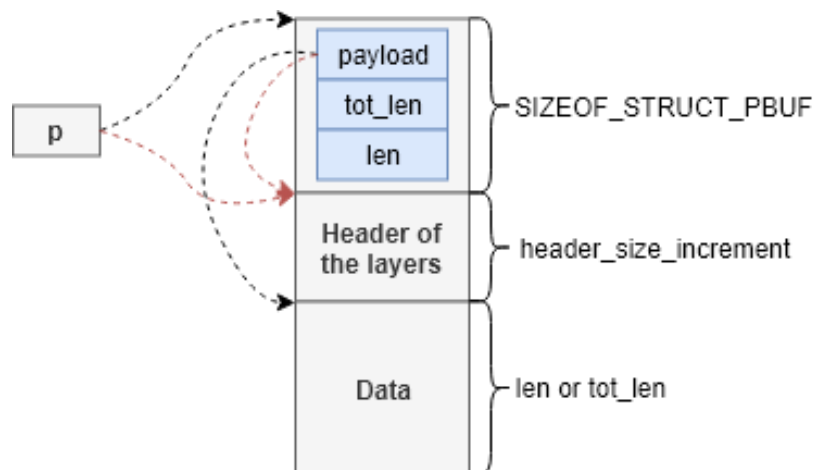 payload
tot_len
len
SIZEOF_STRUCT_PBUF
p
Header of
the layers
header_size_increment
Data
len or tot_len